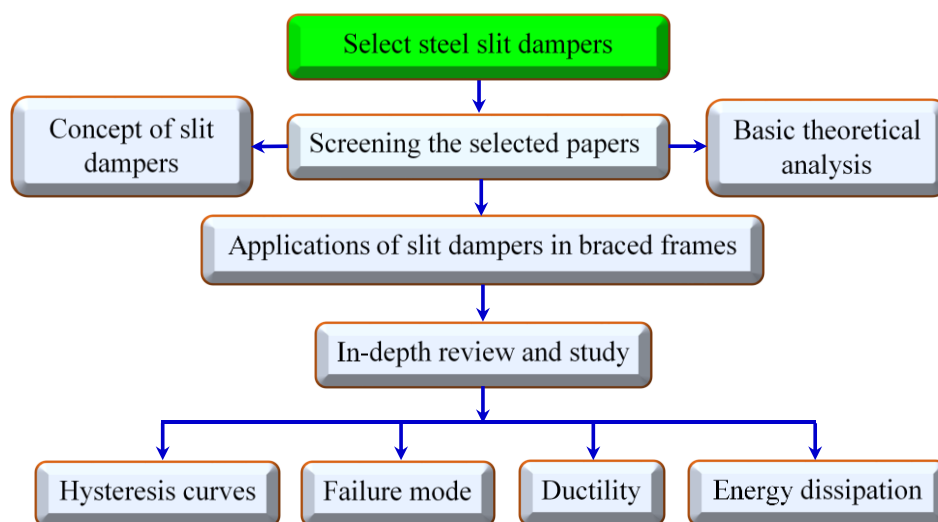 Select steel slit dampers
Concept of slit
dampers
Screening the selected papers
Basic theoretical
analysis
Applications of slit dampers in braced frames
In-depth review and study
Hysteresis curves
Failure mode
Ductility
Energy dissipation